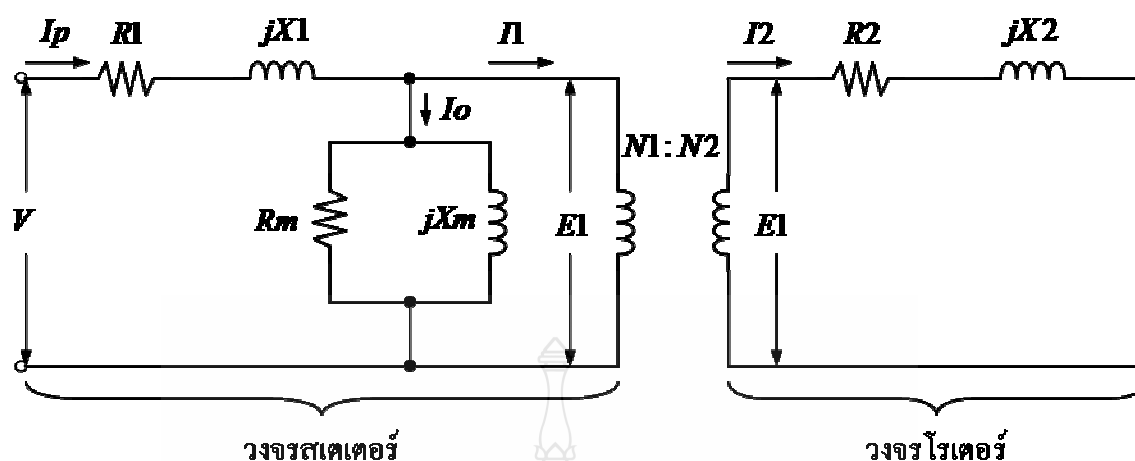 Ip
R1
jX1
I1
I2
R2
jX2
Io
N1:N2
V
Rm
jXm
E1
E1
วงจรสเตเตอร์
วงจรโรเตอร์